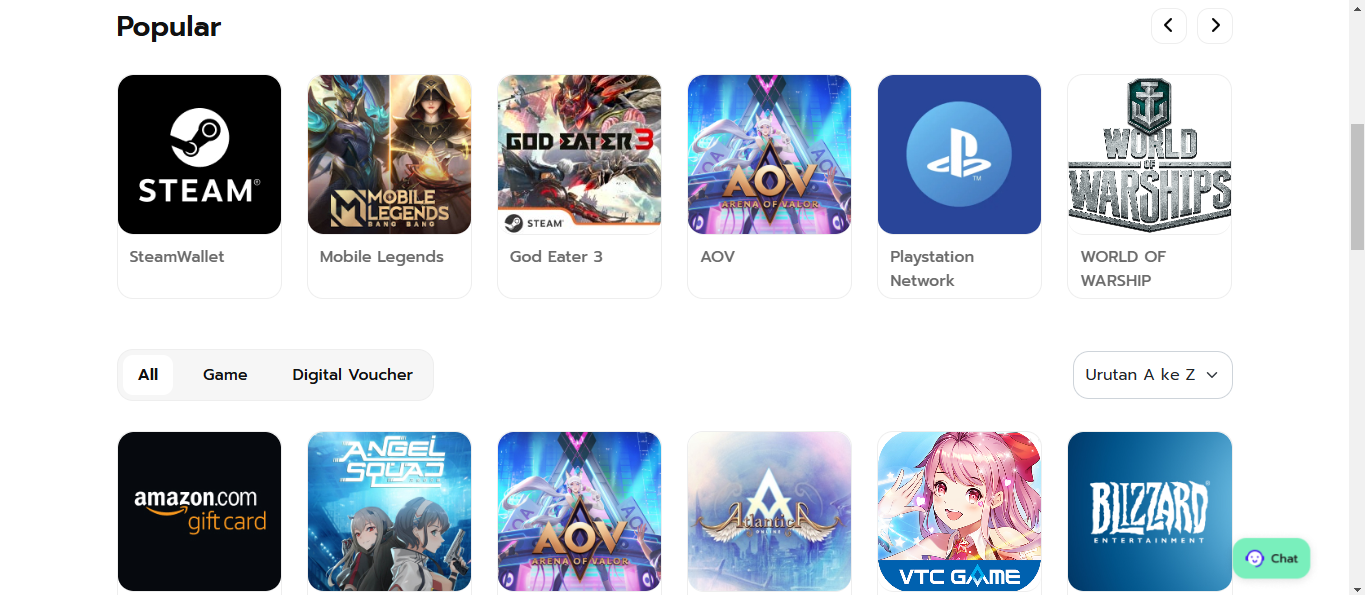 Popular
STEAM®
MOBILE
LEGENDS
BANG BANG
GOD EATER 3
STEAM
AOV
ARENA OF VALOR
TM
WORLD
OF
WARSHIPS
SteamWallet
Mobile Legends
God Eater 3
AOV
Playstation
Network
WORLD OF
WARSHIP
All
Game
Digital Voucher
Urutan A ke Z
amazon.com
gift card
ANGEL
SQUAD
AOV
ARENA OF VALOR
AtlanticA
ONLINE
VTC GAME
BLIZZARD®
ENTERTAINMENT
Chat